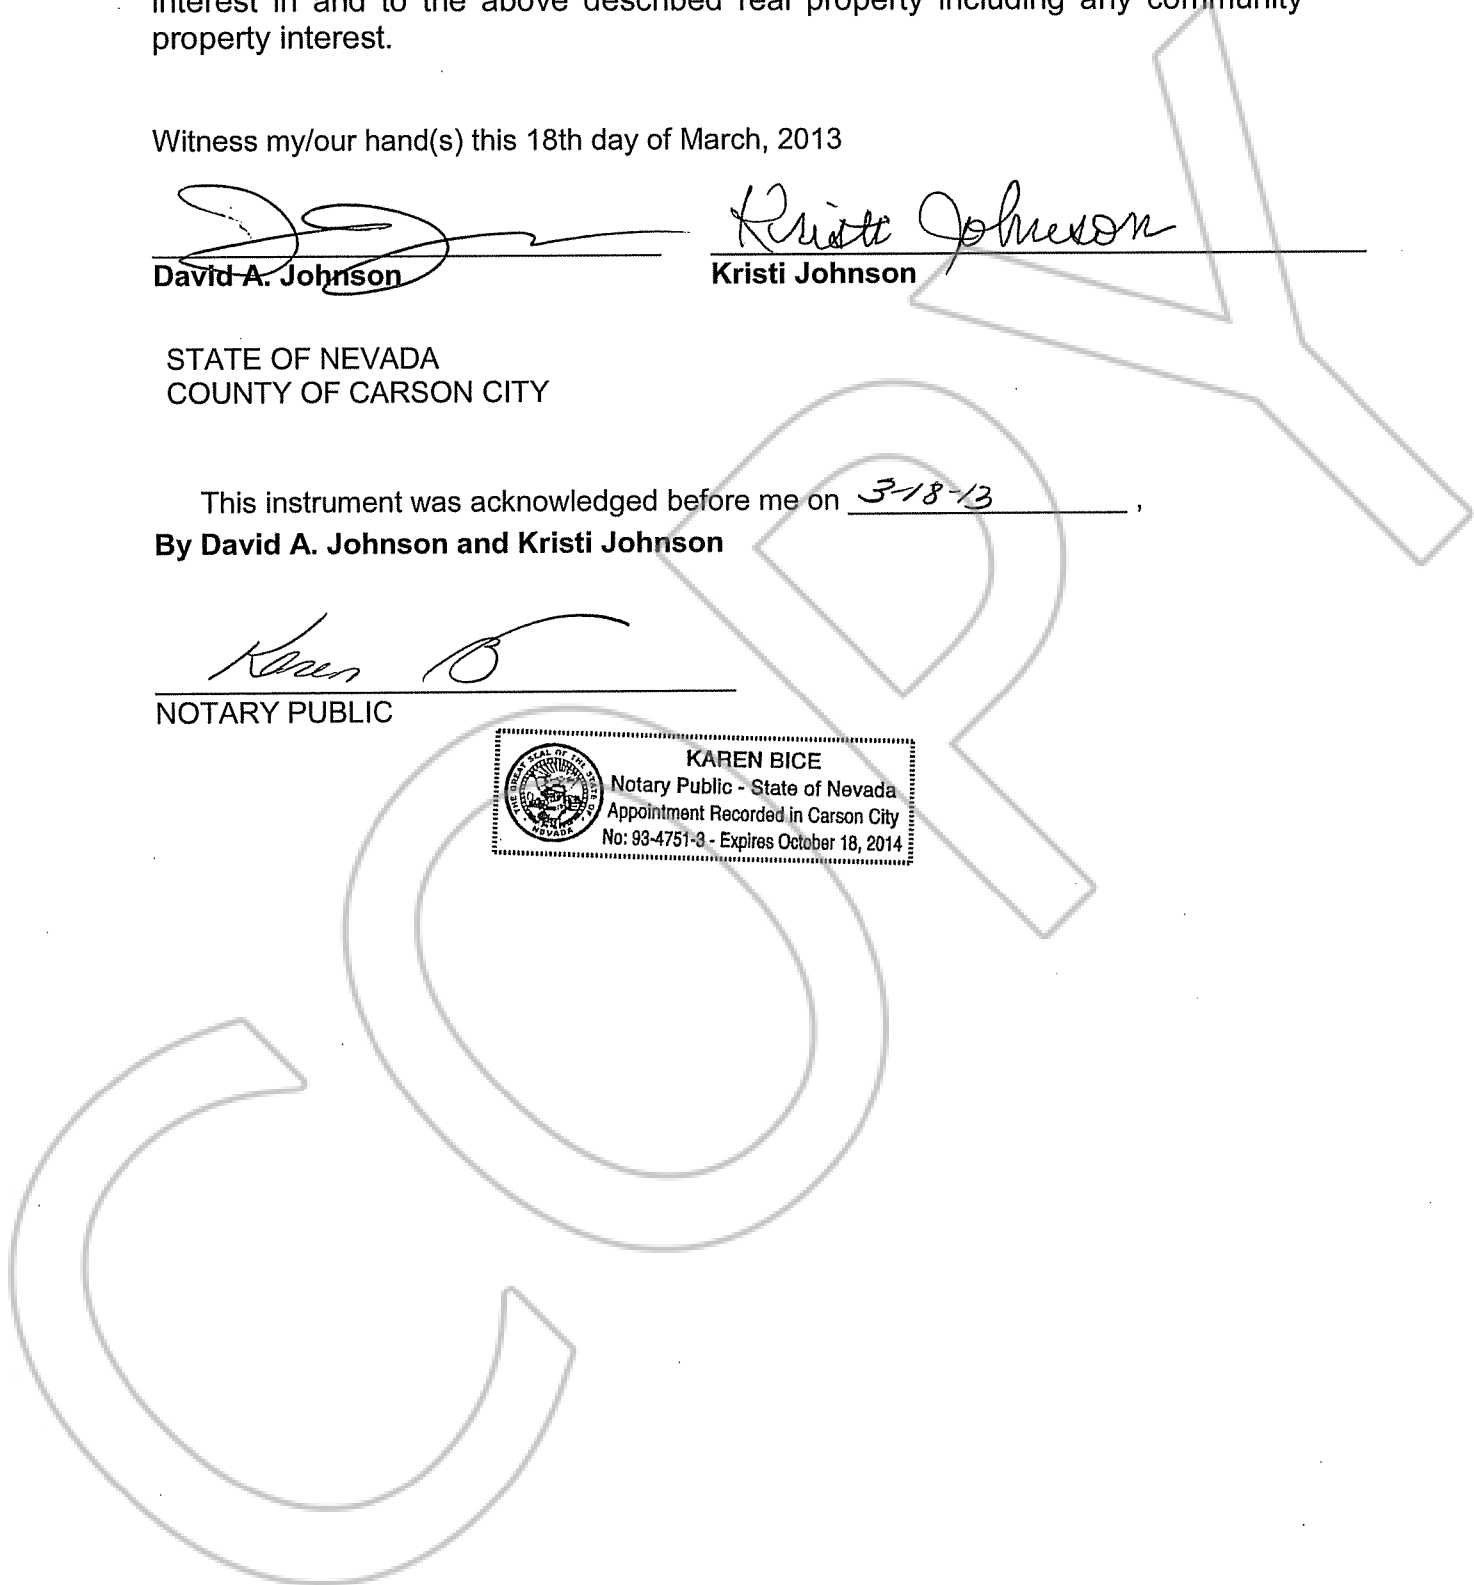 interest in and to the above described real property including any community
property interest.
Witness my/our hand(s) this 18th day of March, 2013
Kristi Johnson
David A. Johnson
Kristi Johnson
STATE OF NEVADA
COUNTY OF CARSON CITY
This instrument was acknowledged before me on 3-18-13 ,
By David A. Johnson and Kristi Johnson
Karen B
NOTARY PUBLIC
THE GREAT SEAL OF THE STATE OF NEVADA
KAREN BICE
Notary Public - State of Nevada
Appointment Recorded in Carson City
No: 93-4751-3 - Expires October 18, 2014
COPY